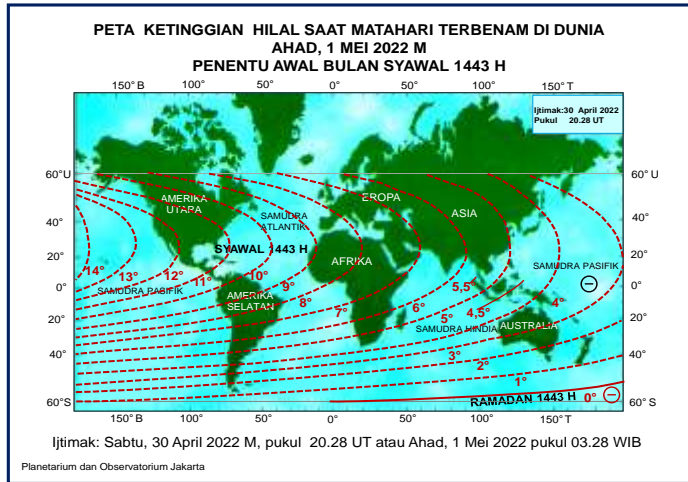 PETA KETINGGIAN HILAL SAAT MATAHARI TERBENAM DI DUNIA
AHAD, 1 MEI 2022 M
PENENTU AWAL BULAN SYAWAL 1443 H
150° B 100° 50° 0° 50° 100° 150° T
Ijtimak:30 April 2022
Pukul 20.28 UT
60°U 60° U
AMERIKA UTARA
EROPA
ASIA
SAMUDRA ATLANTIK
40° 40°
SYAWAL 1443 H
AFRIKA
20° 20°
SAMUDRA PASIFIK
14° 13° 12° 11° 10° 9° 8° 7° 6° 5° 5,5° 4,5° 4°
0° 0°
SAMUDRA PASIFIK
AMERIKA SELATAN
SAMUDRA HINDIA
AUSTRALIA
20° 20°
3°
2°
1°
40° 40°
RAMADAN 1443 H 0°
60°S 60° S
150°B 100° 50° 0° 50° 100° 150°T
Ijtimak: Sabtu, 30 April 2022 M, pukul 20.28 UT atau Ahad, 1 Mei 2022 pukul 03.28 WIB
Planetarium dan Observatorium Jakarta